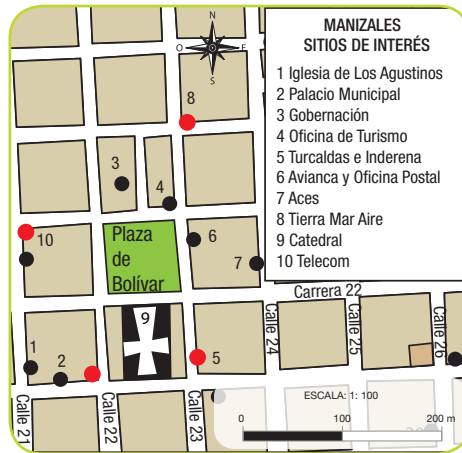 MANIZALES
SITIOS DE INTERÉS
1 Iglesia de Los Agustinos
2 Palacio Municipal
3 Gobernación
4 Oficina de Turismo
5 Turcaldas e Inderena
6 Avianca y Oficina Postal
7 Aces
8 Tierra Mar Aire
9 Catedral
10 Telecom
N
O
E
S
8
3
4
10
Plaza
de
Bolívar
6
7
Carrera 22
9
1
2
5
Calle 24
Calle 25
Calle 26
Calle 21
Calle 22
Calle 23
ESCALA: 1: 100
0 100 200 m